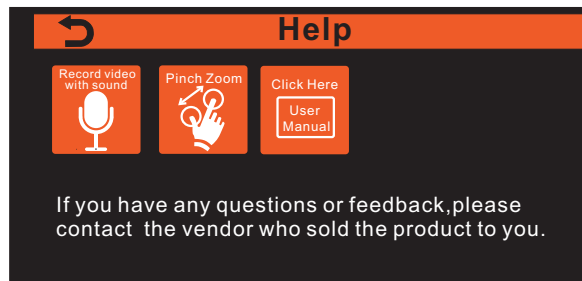 Help
Record video
with sound
Pinch Zoom
Click Here
User
Manual
If you have any questions or feedback,please
contact the vendor who sold the product to you.